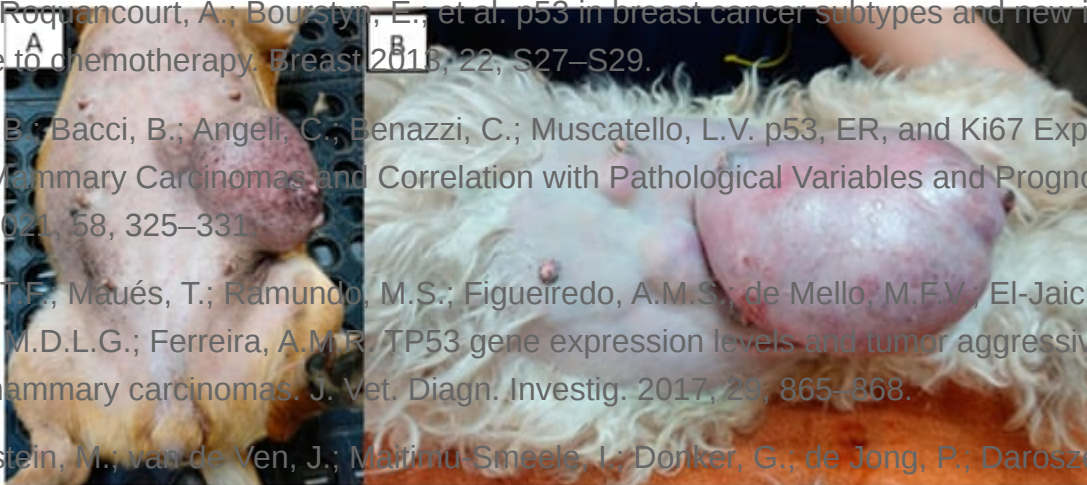 Roquancourt, A.; Bourstyn, E.; et al. p53 in breast cancer subtypes and new
A
B
e to chemotherapy. Breast 2013, 22, S27–S29.
Bacci, B.; Angeli, C.; Benazzi, C.; Muscatello, L.V. p53, ER, and Ki67 Exp
Mammary Carcinomas and Correlation with Pathological Variables and Progno
021, 58, 325–331.
T.F.; Maués, T.; Ramundo, M.S.; Figueiredo, A.M.S.; de Mello, M.F.V.; El-Jaic
M.D.L.G.; Ferreira, A.M.R. TP53 gene expression levels and tumor aggressiv
mammary carcinomas. J. Vet. Diagn. Investig. 2017, 29, 865–868.
stein, M.; van de Ven, J.; Maitimu-Smeele, I.; Donker, G.; de Jong, P.; Darosze